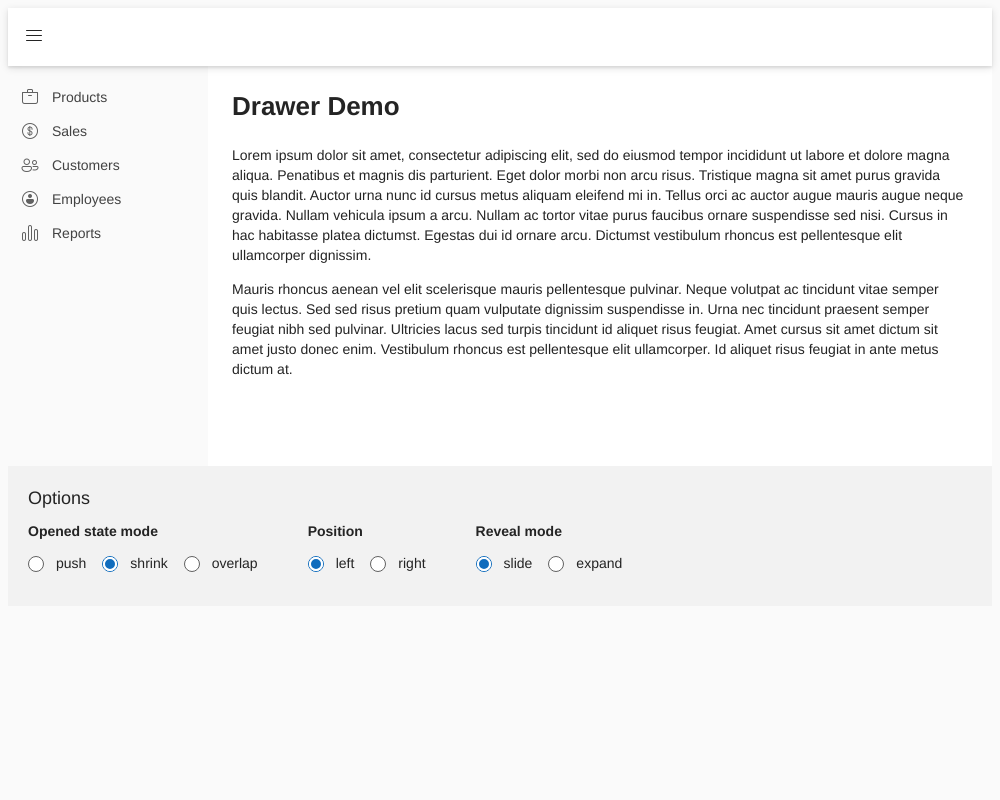 Products
Sales
Customers
Employees
Reports
Drawer Demo
Lorem ipsum dolor sit amet, consectetur adipiscing elit, sed do eiusmod tempor incididunt ut labore et dolore magna
aliqua. Penatibus et magnis dis parturient. Eget dolor morbi non arcu risus. Tristique magna sit amet purus gravida
quis blandit. Auctor urna nunc id cursus metus aliquam eleifend mi in. Tellus orci ac auctor augue mauris augue neque
gravida. Nullam vehicula ipsum a arcu. Nullam ac tortor vitae purus faucibus ornare suspendisse sed nisi. Cursus in
hac habitasse platea dictumst. Egestas dui id ornare arcu. Dictumst vestibulum rhoncus est pellentesque elit
ullamcorper dignissim.
Mauris rhoncus aenean vel elit scelerisque mauris pellentesque pulvinar. Neque volutpat ac tincidunt vitae semper
quis lectus. Sed sed risus pretium quam vulputate dignissim suspendisse in. Urna nec tincidunt praesent semper
feugiat nibh sed pulvinar. Ultricies lacus sed turpis tincidunt id aliquet risus feugiat. Amet cursus sit amet dictum sit
amet justo donec enim. Vestibulum rhoncus est pellentesque elit ullamcorper. Id aliquet risus feugiat in ante metus
dictum at.
Options
Opened state mode
push shrink overlap
Position
left right
Reveal mode
slide expand